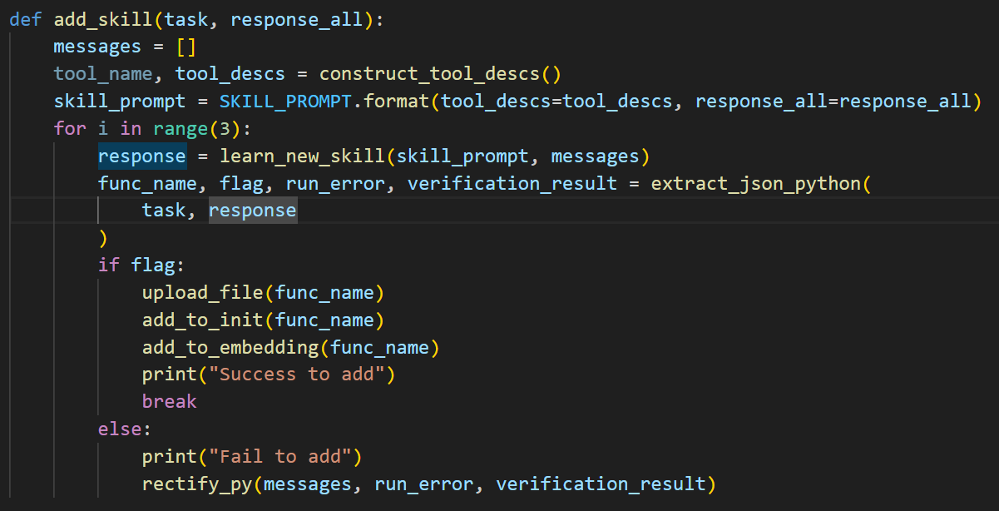 def add_skill(task, response_all):
    messages = []
    tool_name, tool_descs = construct_tool_descs()
    skill_prompt = SKILL_PROMPT.format(tool_descs=tool_descs, response_all=response_all)
    for i in range(3):
        response = learn_new_skill(skill_prompt, messages)
        func_name, flag, run_error, verification_result = extract_json_python(
            task, response
        )
        if flag:
            upload_file(func_name)
            add_to_init(func_name)
            add_to_embedding(func_name)
            print("Success to add")
            break
        else:
            print("Fail to add")
            rectify_py(messages, run_error, verification_result)